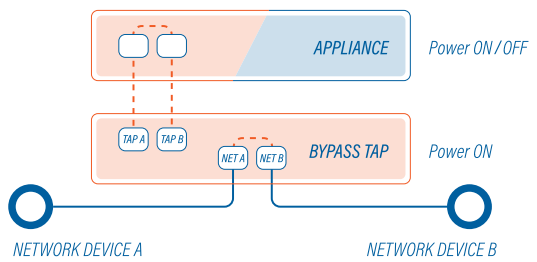 APPLIANCE
Power ON / OFF
TAP A
TAP B
NET A
NET B
BYPASS TAP
Power ON
NETWORK DEVICE A
NETWORK DEVICE B